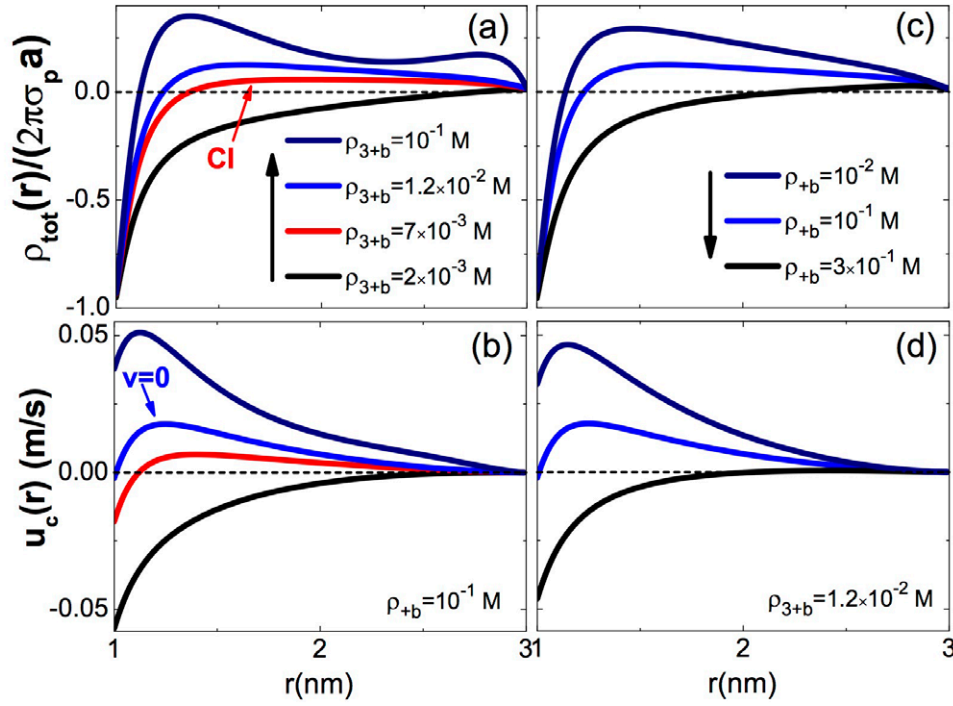 (a)
(c)
ρtot(r)/(2πσpa)
0.0
-0.5
-1.0
CI
ρ3+b=10⁻¹ M
ρ3+b=1.2×10⁻² M
ρ3+b=7×10⁻³ M
ρ3+b=2×10⁻³ M
ρ+b=10⁻² M
ρ+b=10⁻¹ M
ρ+b=3×10⁻¹ M
(b)
(d)
uc(r) (m/s)
0.05
0.00
-0.05
v=0
ρ+b=10⁻¹ M
ρ3+b=1.2×10⁻² M
1 2 31 2 3
r(nm) r(nm)